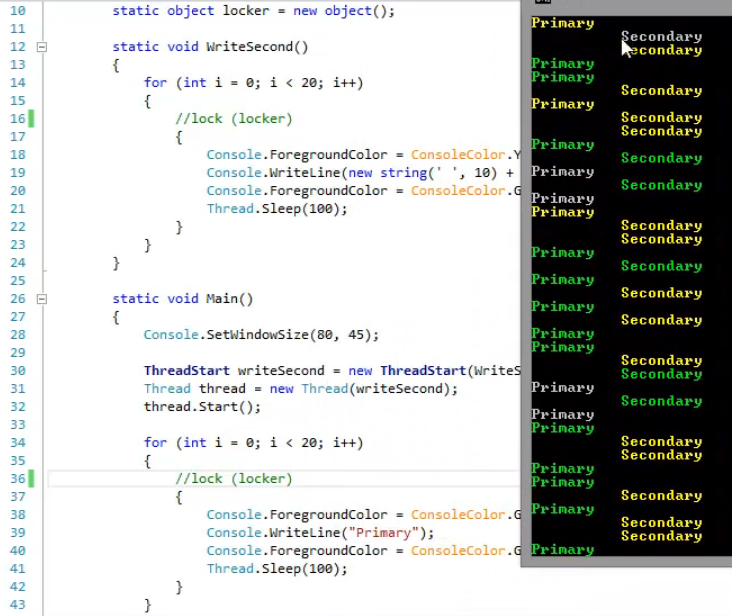 10 static object locker = new object();
11
12 static void WriteSecond()
13 {
14 for (int i = 0; i < 20; i++)
15 {
16 //lock (locker)
17 {
18 Console.ForegroundColor = ConsoleColor.Y
19 Console.WriteLine(new string(' ', 10) +
20 Console.ForegroundColor = ConsoleColor.G
21 Thread.Sleep(100);
22 }
23 }
24 }
25
26 static void Main()
27 {
28 Console.SetWindowSize(80, 45);
29
30 ThreadStart writeSecond = new ThreadStart(WriteS
31 Thread thread = new Thread(writeSecond);
32 thread.Start();
33
34 for (int i = 0; i < 20; i++)
35 {
36 //lock (locker)
37 {
38 Console.ForegroundColor = ConsoleColor.G
39 Console.WriteLine("Primary");
40 Console.ForegroundColor = ConsoleColor.G
41 Thread.Sleep(100);
42 }
43 }
Primary
Secondary
Secondary
Primary
Primary
Secondary
Primary
Secondary
Secondary
Primary
Secondary
Primary
Secondary
Primary
Primary
Secondary
Secondary
Primary
Secondary
Primary
Secondary
Primary
Secondary
Primary
Primary
Secondary
Secondary
Primary
Secondary
Primary
Primary
Secondary
Secondary
Primary
Primary
Secondary
Primary
Secondary
Secondary
Primary